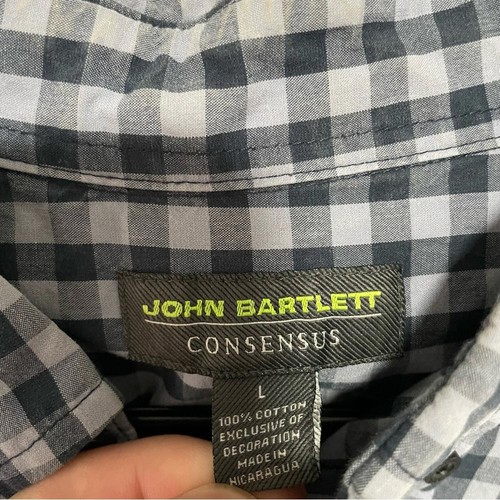 JOHN BARTLETT
CONSENSUS
L
100% COTTON
EXCLUSIVE OF
DECORATION
MADE IN
NICARAGUA